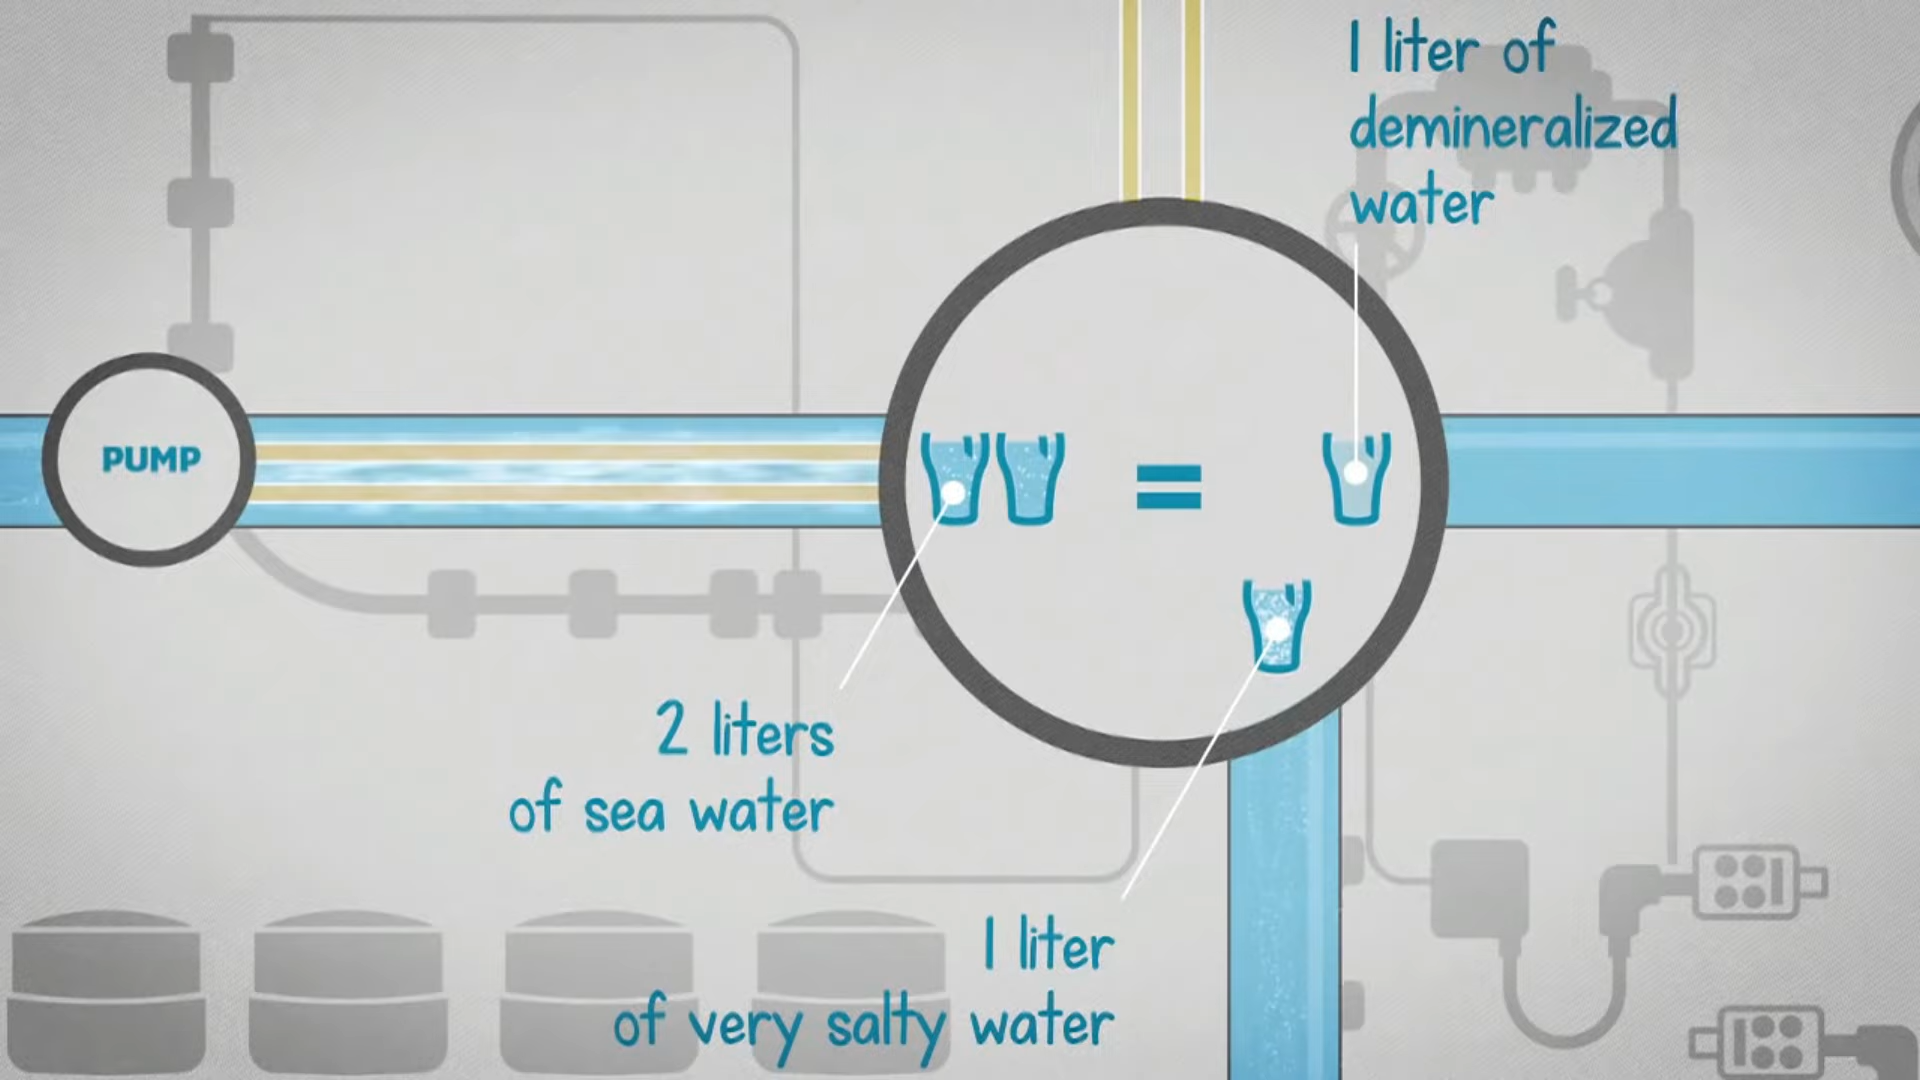 1 liter of
demineralized
water
PUMP
=
2 liters
of sea water
1 liter
of very salty water